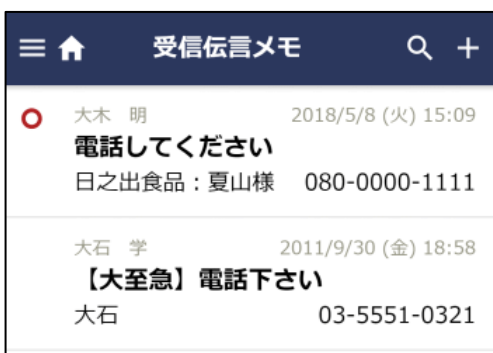 受信伝言メモ
大木　明　2018/5/8 (火) 15:09
電話してください
日之出食品：夏山様　080-0000-1111
大石　学　2011/9/30 (金) 18:58
【大至急】電話下さい
大石　03-5551-0321